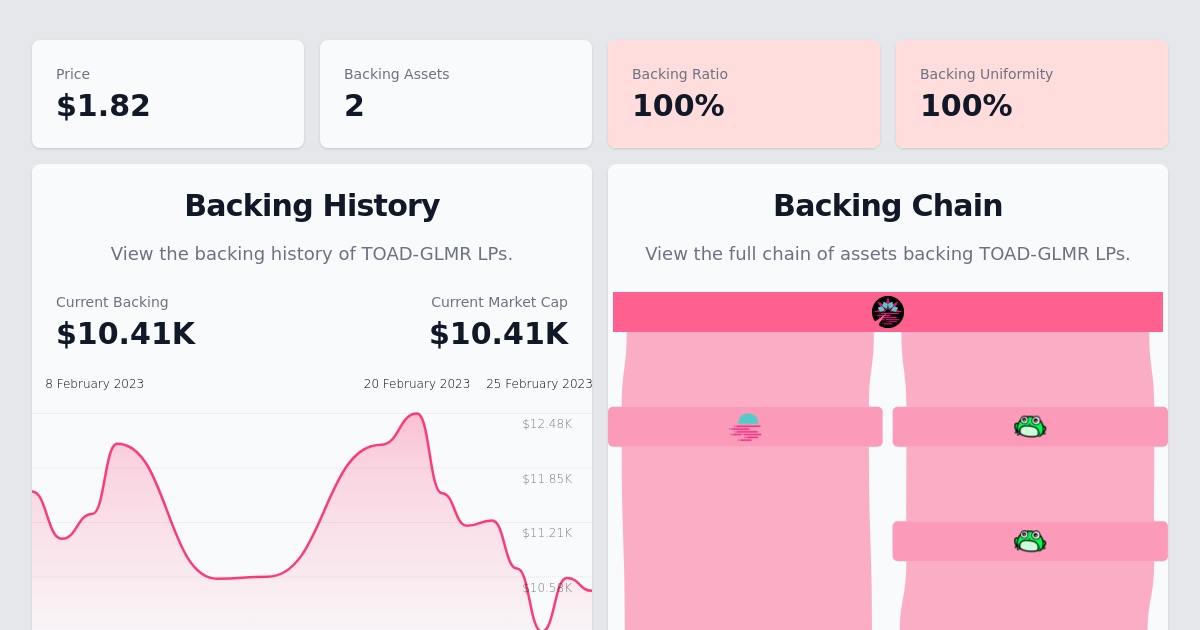 Price
$1.82
Backing Assets
2
Backing Ratio
100%
Backing Uniformity
100%
Backing History
View the backing history of TOAD-GLMR LPs.
Current Backing
$10.41K
Current Market Cap
$10.41K
8 February 2023
20 February 2023
25 February 2023
$12.48K
$11.85K
$11.21K
$10.58K
Backing Chain
View the full chain of assets backing TOAD-GLMR LPs.